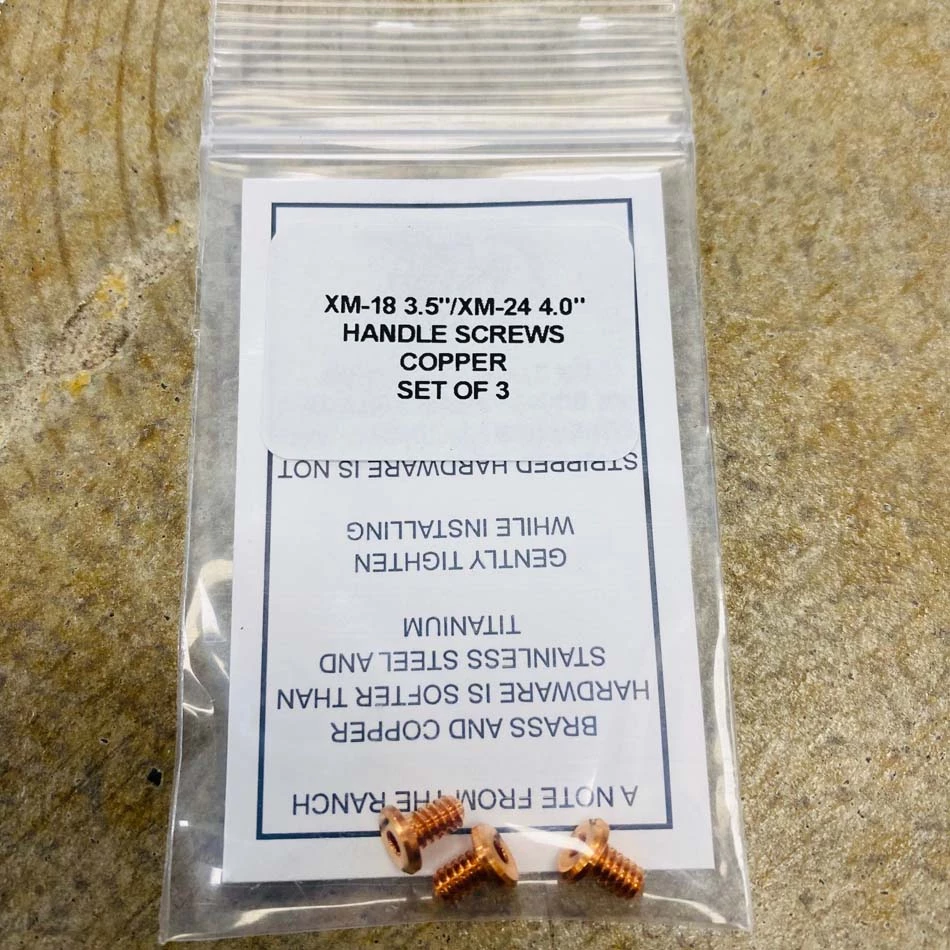 XM-18 3.5"/XM-24 4.0"
HANDLE SCREWS
COPPER
SET OF 3
A NOTE FROM THE RANCH
BRASS AND COPPER
HARDWARE IS SOFTER THAN
STAINLESS STEEL AND
TITANIUM
GENTLY TIGHTEN
WHILE INSTALLING
STRIPPED HARDWARE IS NOT